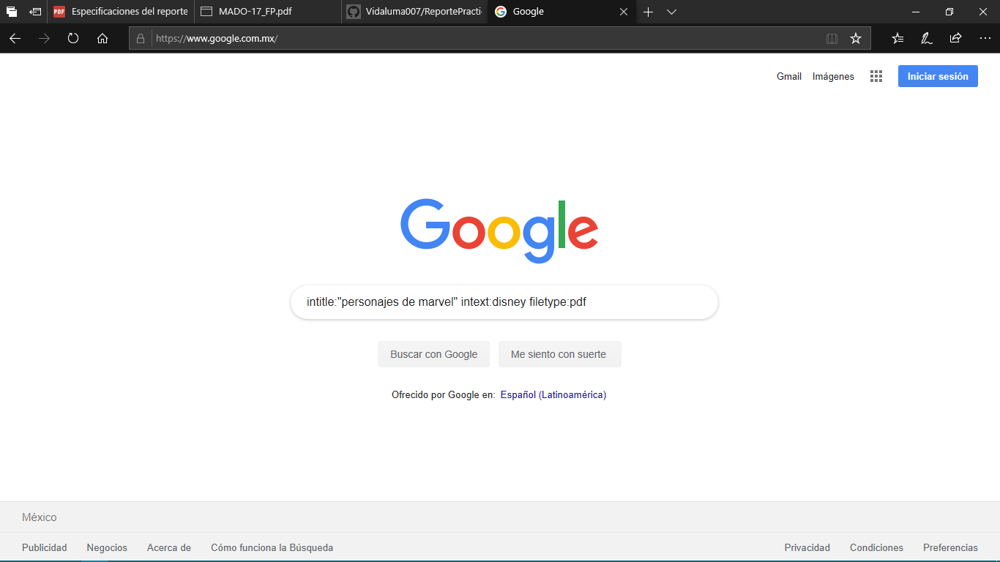 PDF Especificaciones del reporte
MADO-17_FP.pdf
Vidaluma007/ReportePracti
Google
https://www.google.com.mx/
Gmail Imágenes Iniciar sesión
Google
intitle:"personajes de marvel" intext:disney filetype:pdf
Buscar con Google Me siento con suerte
Ofrecido por Google en: Español (Latinoamérica)
México
Publicidad Negocios Acerca de Cómo funciona la Búsqueda Privacidad Condiciones Preferencias